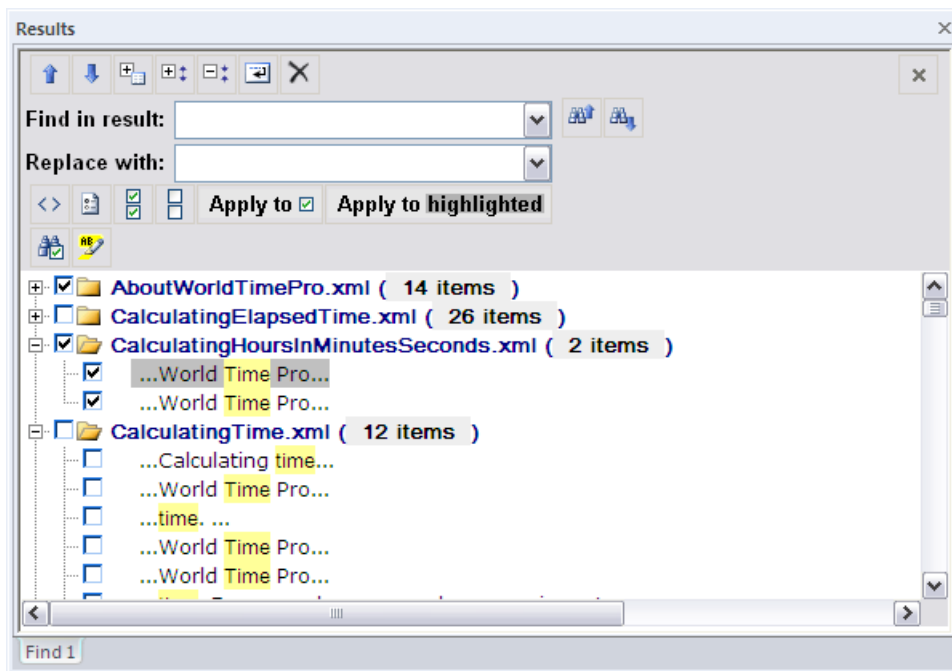 Results
Find in result:
Replace with:
Apply to Apply to highlighted
AB
AboutWorldTimePro.xml ( 14 items )
CalculatingElapsedTime.xml ( 26 items )
CalculatingHoursInMinutesSeconds.xml ( 2 items )
...World Time Pro...
...World Time Pro...
CalculatingTime.xml ( 12 items )
...Calculating time...
...World Time Pro...
...time. ...
...World Time Pro...
...World Time Pro...
Find 1